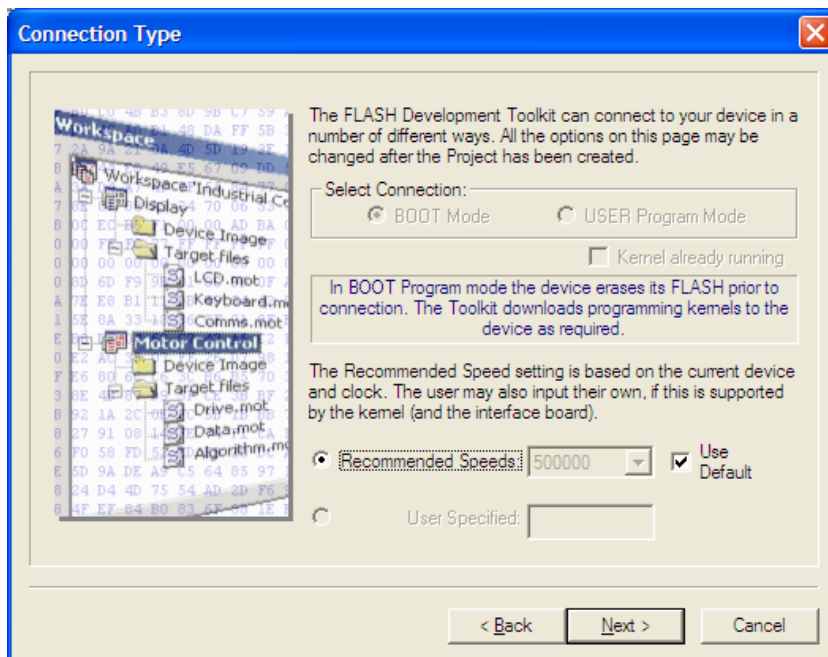 Connection Type
The FLASH Development Toolkit can connect to your device in a
number of different ways. All the options on this page may be
changed after the Project has been created.
Select Connection:
BOOT Mode
USER Program Mode
Kernel already running
In BOOT Program mode the device erases its FLASH prior to
connection. The Toolkit downloads programming kernels to the
device as required.
The Recommended Speed setting is based on the current device
and clock. The user may also input their own, if this is supported
by the kernel (and the interface board).
Recommended Speeds: 500000
Use
Default
User Specified:
Workspace
Workspace 'Industrial
Display
Device Image
Target files
LCD.mot
Keyboard.m
Comms.mot
Motor Control
Device Image
Target files
Drive.mot
Data.mot
Algorithm.mo
< Back
Next >
Cancel